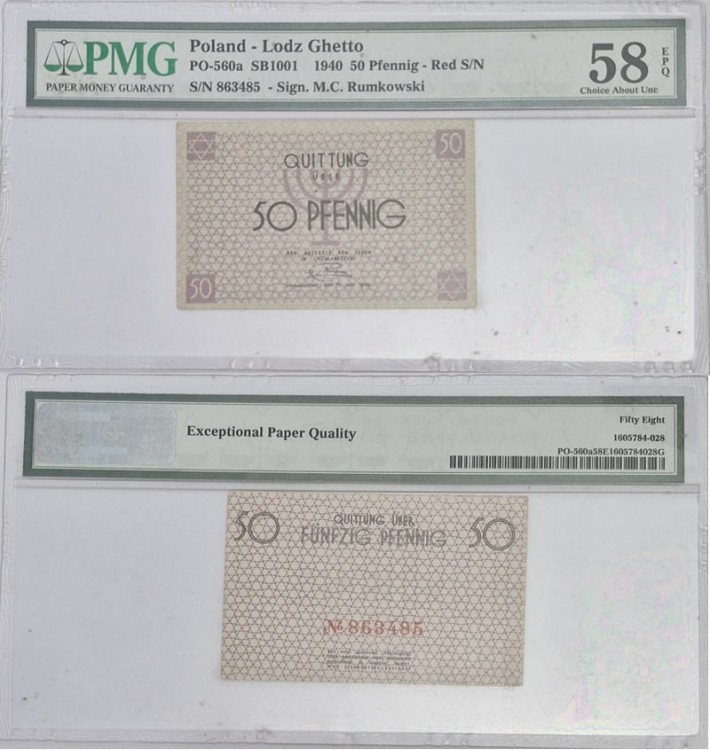 PMG
PAPER MONEY GUARANTY
Poland - Lodz Ghetto
PO-560a SB1001 1940 50 Pfennig - Red S/N
S/N 863485 - Sign. M.C. Rumkowski
58
EPQ
Choice About Unc
50
QUITTUNG
ÜBER
50 PFENNIG
50
Exceptional Paper Quality
Fifty Eight
1605784-028
PO-560a58E1605784028G
50 QUITTUNG ÜBER 50
FÜNFZIG PFENNIG
№ 863485